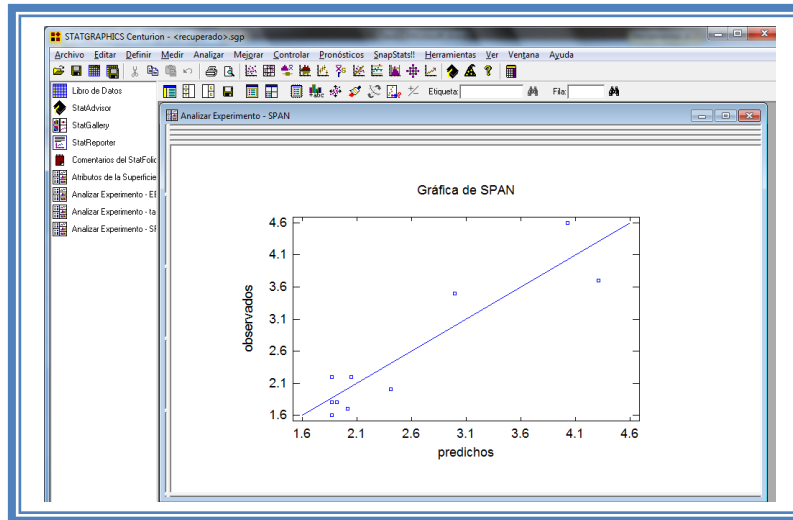 STATGRAPHICS Centurion - <recuperado>.sgp
Archivo Editar Definir Medir Analizar Mejorar Controlar Pronósticos SnapStats!! Herramientas Ver Ventana Ayuda
Etiqueta: Fila:
Libro de Datos
StatAdvisor
StatGallery
StatReporter
Comentarios del StatFolic
Atributos de la Superficie
Analizar Experimento - EE
Analizar Experimento - ta
Analizar Experimento - SF
Analizar Experimento - SPAN
Gráfica de SPAN
4.6
4.1
3.6
3.1
2.6
2.1
1.6
observados
1.6 2.1 2.6 3.1 3.6 4.1 4.6
predichos